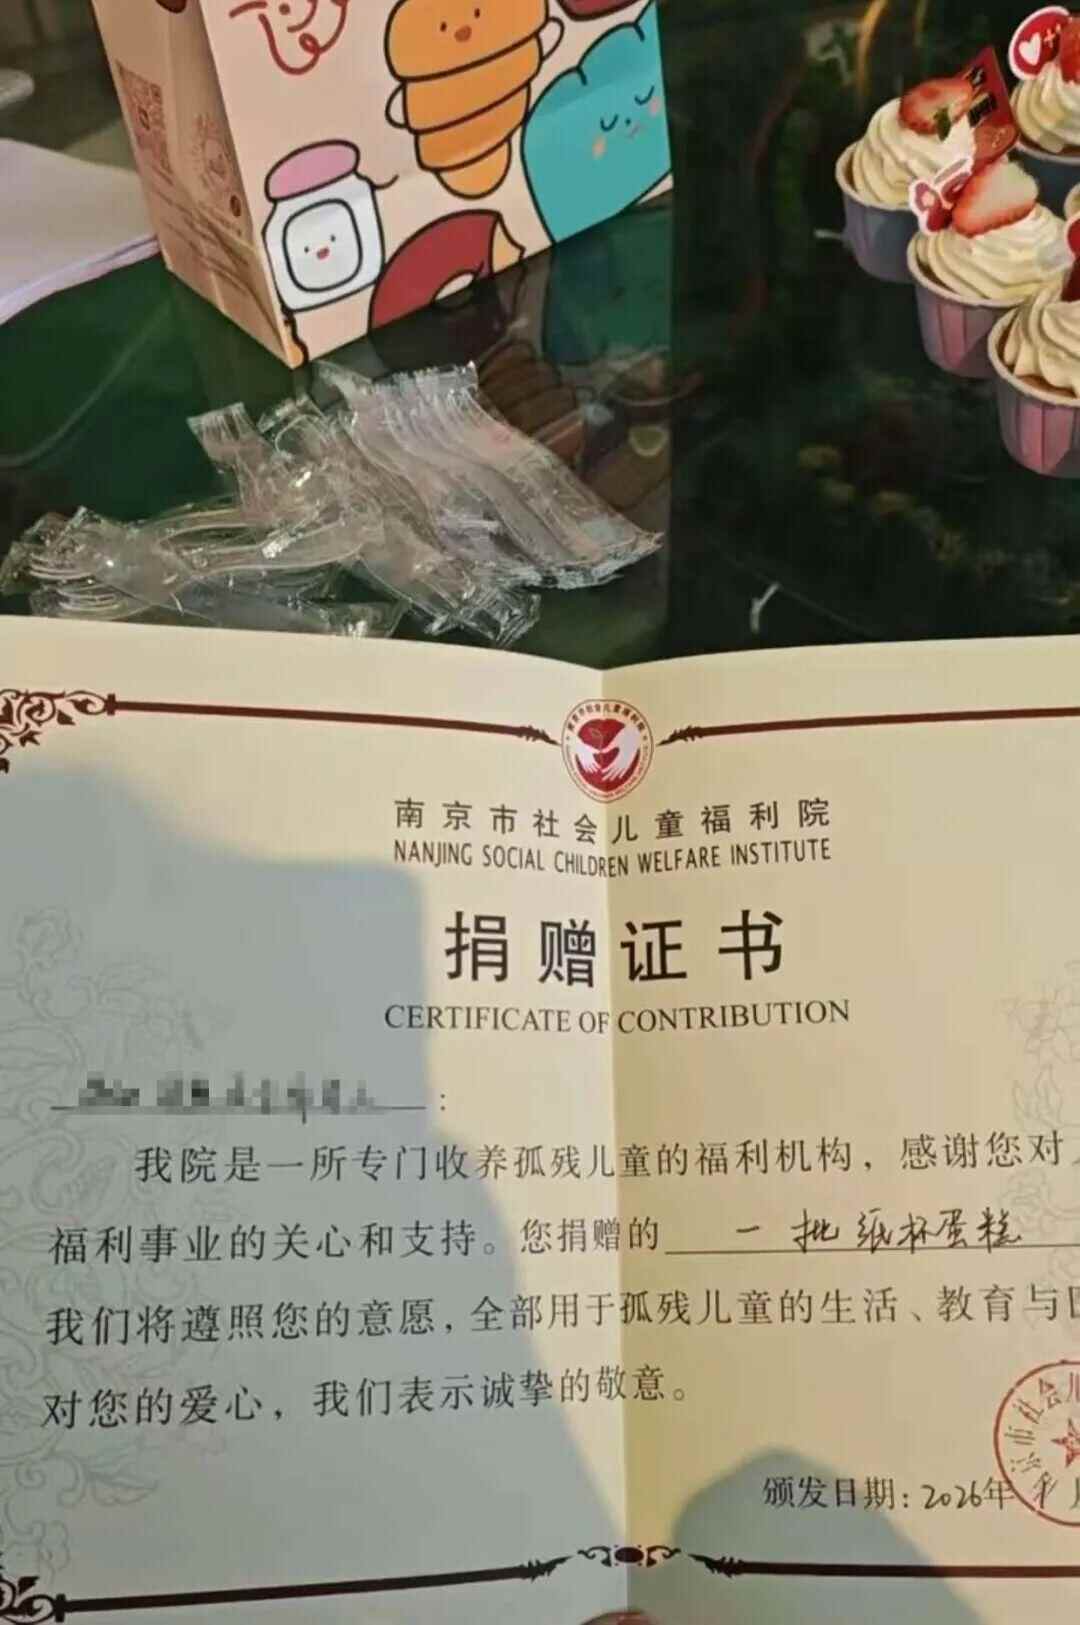 南京市社会儿童福利院
NANJING SOCIAL CHILDREN WELFARE INSTITUTE
捐赠证书
CERTIFICATE OF CONTRIBUTION
:
我院是一所专门收养孤残儿童的福利机构，感谢您对
福利事业的关心和支持。您捐赠的 一批纸杯蛋糕
我们将遵照您的意愿，全部用于孤残儿童的生活、教育与
对您的爱心，我们表示诚挚的敬意。
市社会儿
颁发日期：2026年 月